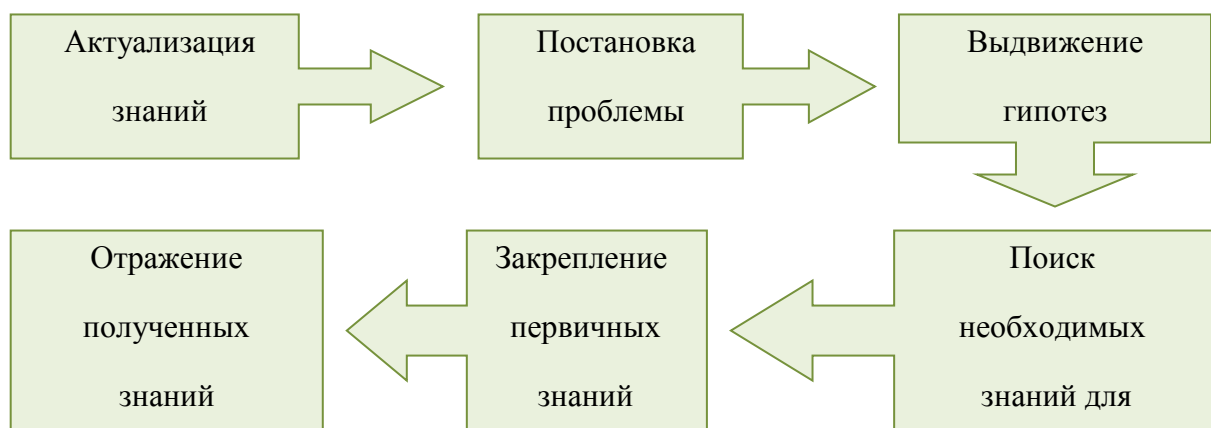 Актуализация
знаний
Постановка
проблемы
Выдвижение
гипотез
Поиск
необходимых
знаний для
Закрепление
первичных
знаний
Отражение
полученных
знаний